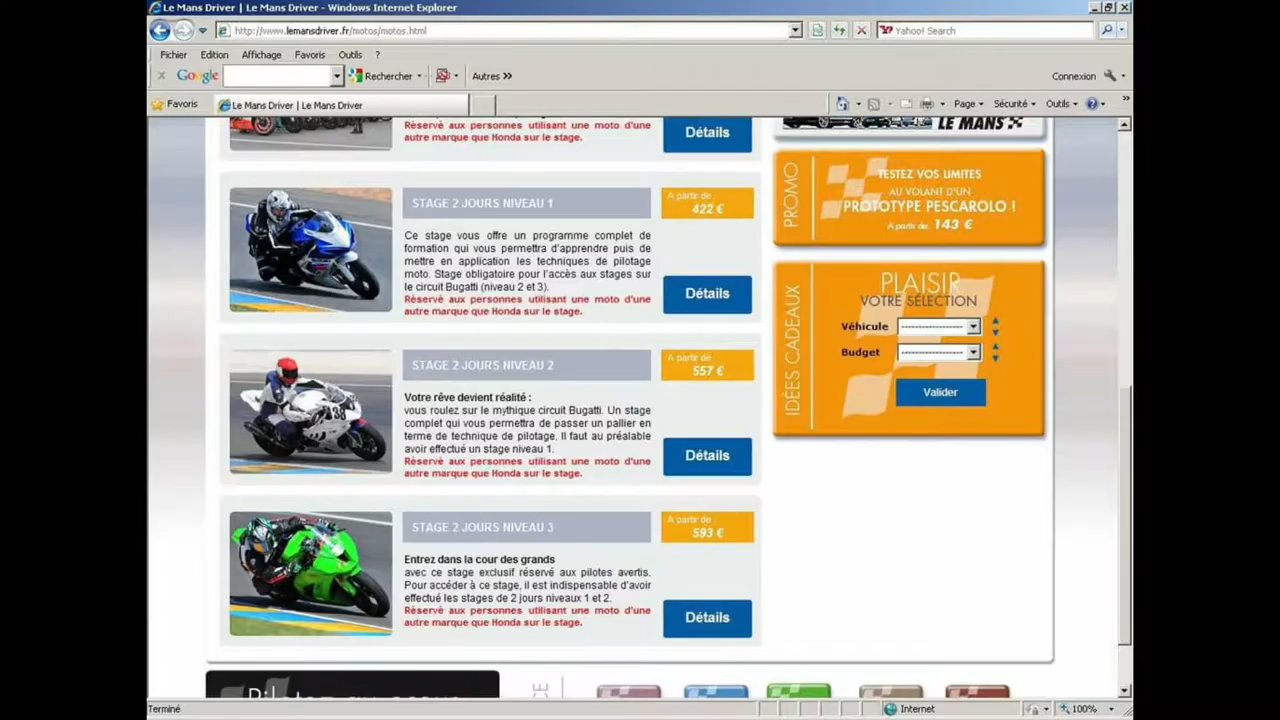 Le Mans Driver | Le Mans Driver - Windows Internet Explorer
http://www.lemansdriver.fr/motos/motos.html
Yahoo! Search
Fichier Edition Affichage Favoris Outils ?
x Google Rechercher Autres »
Connexion
Favoris
Le Mans Driver | Le Mans Driver
Page Sécurité Outils »
Réservé aux personnes utilisant une moto d'une
autre marque que Honda sur le stage.
Détails
LE MANS
STAGE 2 JOURS NIVEAU 1
A partir de
422 €
Ce stage vous offre un programme complet de
formation qui vous permettra d'apprendre puis de
mettre en application les techniques de pilotage
moto. Stage obligatoire pour l'accès aux stages sur
le circuit Bugatti (niveau 2 et 3).
Réservé aux personnes utilisant une moto d'une
autre marque que Honda sur le stage.
Détails
STAGE 2 JOURS NIVEAU 2
A partir de :
557 €
Votre rêve devient réalité :
vous roulez sur le mythique circuit Bugatti. Un stage
complet qui vous permettra de passer un pallier en
terme de technique de pilotage. Il faut au préalable
avoir effectué un stage niveau 1.
Réservé aux personnes utilisant une moto d'une
autre marque que Honda sur le stage.
Détails
STAGE 2 JOURS NIVEAU 3
A partir de :
593 €
Entrez dans la cour des grands
avec ce stage exclusif réservé aux pilotes avertis.
Pour accéder à ce stage, il est indispensable d'avoir
effectué les stages de 2 jours niveaux 1 et 2.
Réservé aux personnes utilisant une moto d'une
autre marque que Honda sur le stage.
Détails
PROMO
TESTEZ VOS LIMITES
AU VOLANT D'UN
PROTOTYPE PESCAROLO !
A partir de 143 €
IDÉES CADEAUX
PLAISIR
VOTRE SÉLECTION
Véhicule -----------------
Budget -----------------
Valider
Terminé
Internet
100%